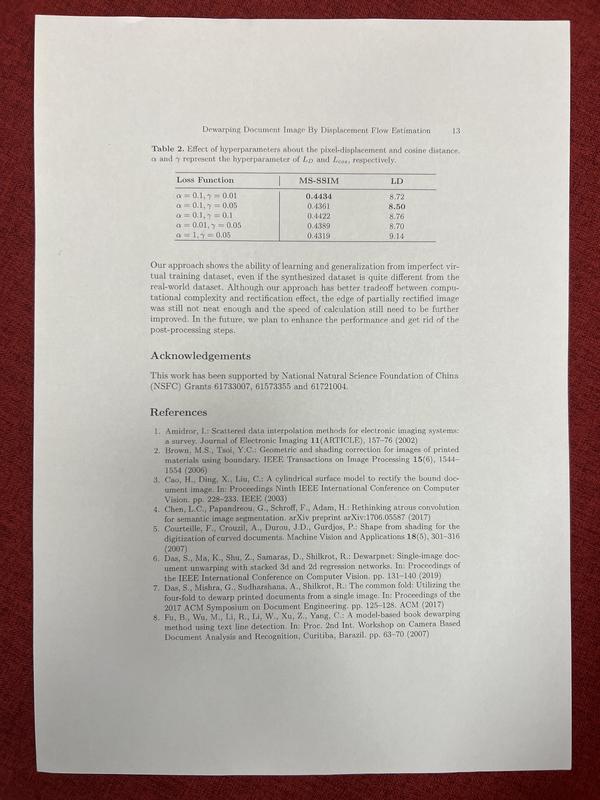 Dewarping Document Image By Displacement Flow Estimation 13
Table 2. Effect of hyperparameters about the pixel-displacement and cosine distance.
α and γ represent the hyperparameter of L_D and L_cos, respectively.
Loss Function MS-SSIM LD
α = 0.1, γ = 0.01 0.4434 8.72
α = 0.1, γ = 0.05 0.4361 8.50
α = 0.1, γ = 0.1 0.4422 8.76
α = 0.01, γ = 0.05 0.4389 8.70
α = 1, γ = 0.05 0.4319 9.14
Our approach shows the ability of learning and generalization from imperfect vir-
tual training dataset, even if the synthesized dataset is quite different from the
real-world dataset. Although our approach has better tradeoff between compu-
tational complexity and rectification effect, the edge of partially rectified image
was still not neat enough and the speed of calculation still need to be further
improved. In the future, we plan to enhance the performance and get rid of the
post-processing steps.
Acknowledgements
This work has been supported by National Natural Science Foundation of China
(NSFC) Grants 61733007, 61573355 and 61721004.
References
1. Amidror, I.: Scattered data interpolation methods for electronic imaging systems:
a survey. Journal of Electronic Imaging 11(ARTICLE), 157–76 (2002)
2. Brown, M.S., Tsoi, Y.C.: Geometric and shading correction for images of printed
materials using boundary. IEEE Transactions on Image Processing 15(6), 1544–
1554 (2006)
3. Cao, H., Ding, X., Liu, C.: A cylindrical surface model to rectify the bound doc-
ument image. In: Proceedings Ninth IEEE International Conference on Computer
Vision. pp. 228–233. IEEE (2003)
4. Chen, L.C., Papandreou, G., Schroff, F., Adam, H.: Rethinking atrous convolution
for semantic image segmentation. arXiv preprint arXiv:1706.05587 (2017)
5. Courteille, F., Crouzil, A., Durou, J.D., Gurdjos, P.: Shape from shading for the
digitization of curved documents. Machine Vision and Applications 18(5), 301–316
(2007)
6. Das, S., Ma, K., Shu, Z., Samaras, D., Shilkrot, R.: Dewarpnet: Single-image doc-
ument unwarping with stacked 3d and 2d regression networks. In: Proceedings of
the IEEE International Conference on Computer Vision. pp. 131–140 (2019)
7. Das, S., Mishra, G., Sudharshana, A., Shilkrot, R.: The common fold: Utilizing the
four-fold to dewarp printed documents from a single image. In: Proceedings of the
2017 ACM Symposium on Document Engineering. pp. 125–128. ACM (2017)
8. Fu, B., Wu, M., Li, R., Li, W., Xu, Z., Yang, C.: A model-based book dewarping
method using text line detection. In: Proc. 2nd Int. Workshop on Camera Based
Document Analysis and Recognition, Curitiba, Barazil. pp. 63–70 (2007)